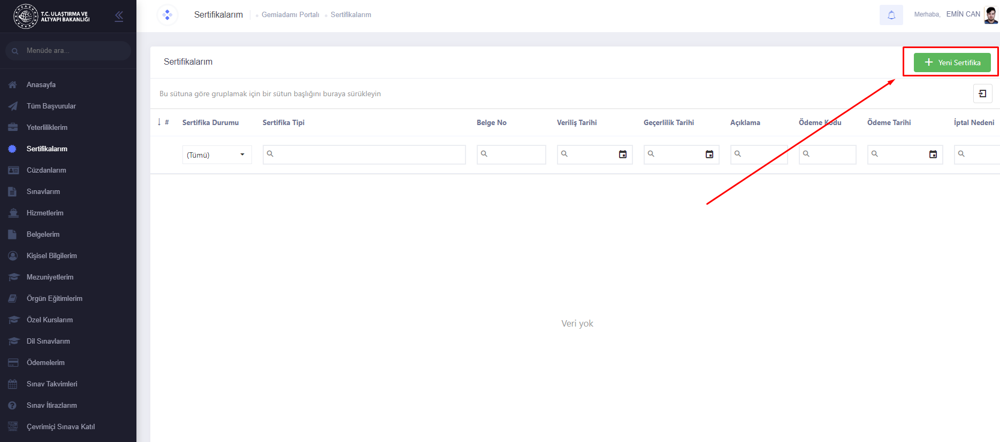 T.C. ULAŞTIRMA VE
ALTYAPI BAKANLIĞI
Sertifikalarım
Gemiadamı Portalı
Sertifikalarım
Merhaba, EMİN CAN
Menüde ara...
Anasayfa
Tüm Başvurular
Yeterliliklerim
Sertifikalarım
Cüzdanlarım
Sınavlarım
Hizmetlerim
Belgelerim
Kişisel Bilgilerim
Mezuniyetlerim
Örgün Eğitimlerim
Özel Kurslarım
Dil Sınavlarım
Ödemelerim
Sınav Takvimleri
Sınav İtirazlarım
Çevrimiçi Sınava Katıl
Sertifikalarım
Yeni Sertifika
Bu sütuna göre gruplamak için bir sütun başlığını buraya sürükleyin
# Sertifika Durumu Sertifika Tipi Belge No Veriliş Tarihi Geçerlilik Tarihi Açıklama Ödeme Kodu Ödeme Tarihi İptal Nedeni
(Tümü)
Veri yok